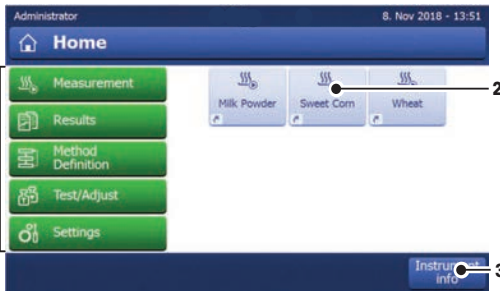 Administrator 8. Nov 2018 - 13:51
Home
Measurement
Results
Method
Definition
Test/Adjust
Settings
Milk Powder Sweet Corn Wheat
2
Instrument
info
3